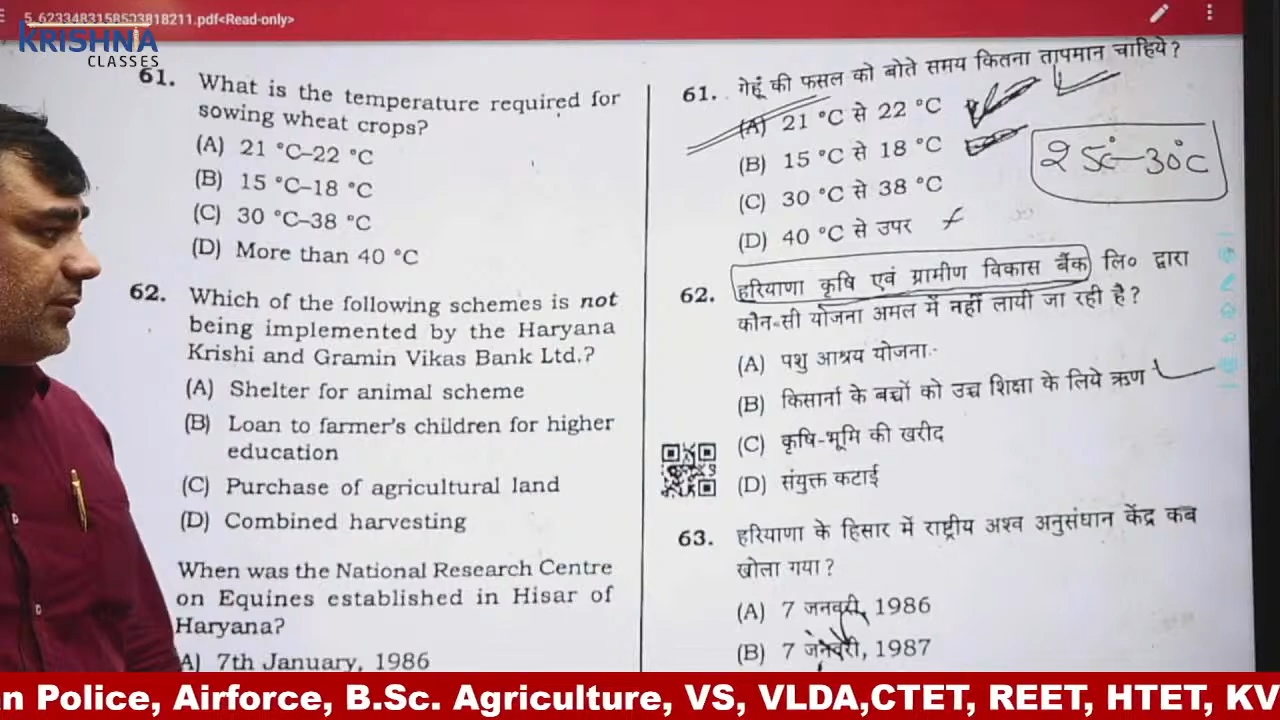 5_6233483158503818211.pdf<Read-only>
KRISHNA
CLASSES
61. What is the temperature required for
sowing wheat crops?
(A) 21 °C–22 °C
(B) 15 °C–18 °C
(C) 30 °C–38 °C
(D) More than 40 °C
62. Which of the following schemes is not
being implemented by the Haryana
Krishi and Gramin Vikas Bank Ltd.?
(A) Shelter for animal scheme
(B) Loan to farmer's children for higher
education
(C) Purchase of agricultural land
(D) Combined harvesting
When was the National Research Centre
on Equines established in Hisar of
Haryana?
A) 7th January, 1986
61. गेहूं की फसल को बोते समय कितना तापमान चाहिये?
(A) 21 °C से 22 °C
(B) 15 °C से 18 °C
25°C–30°C
(C) 30 °C से 38 °C
(D) 40 °C से उपर
62. हरियाणा कृषि एवं ग्रामीण विकास बैंक लि० द्वारा
कौन-सी योजना अमल में नहीं लायी जा रही है?
(A) पशु आश्रय योजना
(B) किसानों के बच्चों को उच्च शिक्षा के लिये ऋण
(C) कृषि-भूमि की खरीद
(D) संयुक्त कटाई
63. हरियाणा के हिसार में राष्ट्रीय अश्व अनुसंधान केंद्र कब
खोला गया?
(A) 7 जनवरी, 1986
(B) 7 जनवरी, 1987
an Police, Airforce, B.Sc. Agriculture, VS, VLDA,CTET, REET, HTET, KV